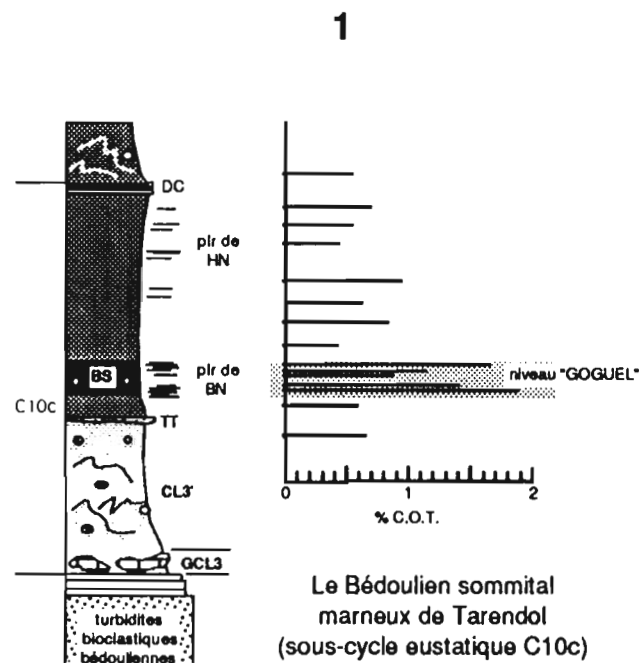 1
DC
plr de
HN
BS
plr de
BN
niveau "GOGUEL"
C10c
TT
0
1
2
% C.O.T.
CL3'
GCL3
Le Bédoulien sommital
marneux de Tarendol
(sous-cycle eustatique C10c)
turbidites
bioclastiques
bédouliennes